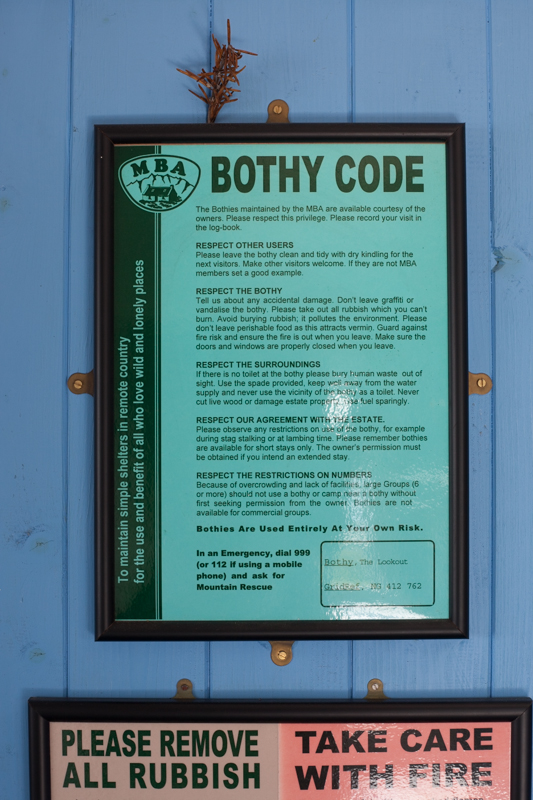 MBA
BOTHY CODE
The Bothies maintained by the MBA are available courtesy of the
owners. Please respect this privilege. Please record your visit in
the log-book.
RESPECT OTHER USERS
Please leave the bothy clean and tidy with dry kindling for the
next visitors. Make other visitors welcome. If they are not MBA
members set a good example.
RESPECT THE BOTHY
Tell us about any accidental damage. Don't leave graffiti or
vandalise the bothy. Please take out all rubbish which you can't
burn. Avoid burying rubbish; it pollutes the environment. Please
don't leave perishable food as this attracts vermin. Guard against
fire risk and ensure the fire is out when you leave. Make sure the
doors and windows are properly closed when you leave.
RESPECT THE SURROUNDINGS
If there is no toilet at the bothy please bury human waste out of
sight. Use the spade provided, keep well away from the water
supply and never use the vicinity of the bothy as a toilet. Never
cut live wood or damage estate property. Use fuel sparingly.
RESPECT OUR AGREEMENT WITH THE ESTATE.
Please observe any restrictions on use of the bothy, for example
during stag stalking or at lambing time. Please remember bothies
are available for short stays only. The owner's permission must
be obtained if you intend an extended stay.
RESPECT THE RESTRICTIONS ON NUMBERS
Because of overcrowding and lack of facilities, large Groups (6
or more) should not use a bothy or camp near a bothy without
first seeking permission from the owner. Bothies are not
available for commercial groups.
Bothies Are Used Entirely At Your Own Risk.
In an Emergency, dial 999
(or 112 if using a mobile
phone) and ask for
Mountain Rescue
Bothy. The Lookout
GridRef. NG 412 762
To maintain simple shelters in remote country
for the use and benefit of all who love wild and lonely places
PLEASE REMOVE
ALL RUBBISH
TAKE CARE
WITH FIRE